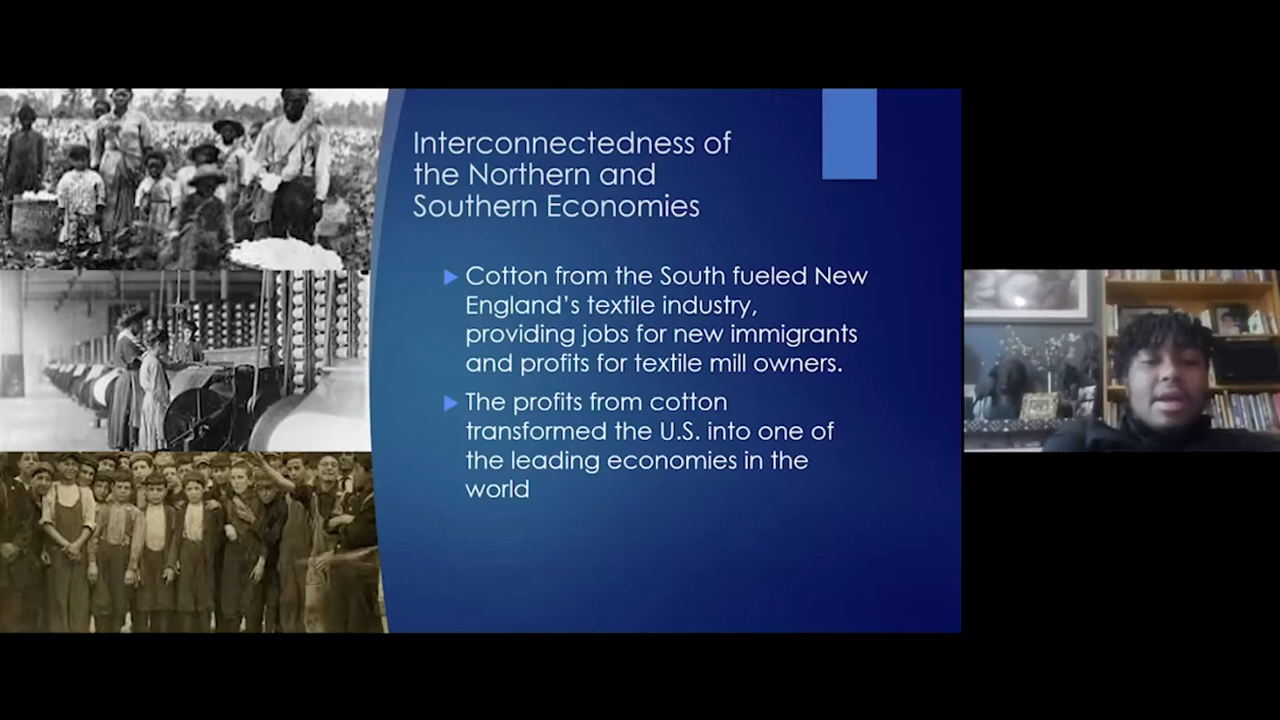 Interconnectedness of
the Northern and
Southern Economies
Cotton from the South fueled New
England's textile industry,
providing jobs for new immigrants
and profits for textile mill owners.
The profits from cotton
transformed the U.S. into one of
the leading economies in the
world